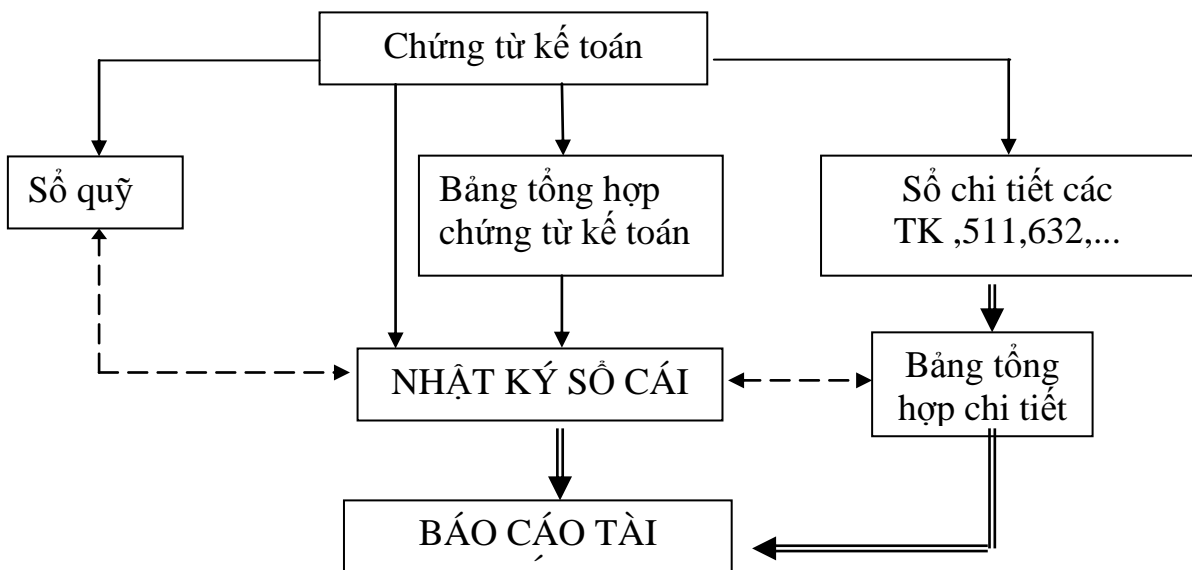 Chứng từ kế toán
Sổ quỹ
Bảng tổng hợp
chứng từ kế toán
Sổ chi tiết các
TK ,511,632,...
NHẬT KÝ SỔ CÁI
Bảng tổng
hợp chi tiết
BÁO CÁO TÀI